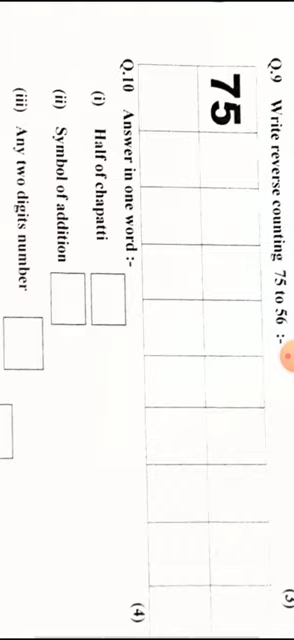 Q.9 Write reverse counting 75 to 56 :-
75
Q.10 Answer in one word :- (4)
(i) Half of chapatti
(ii) Symbol of addition
(iii) Any two digits number